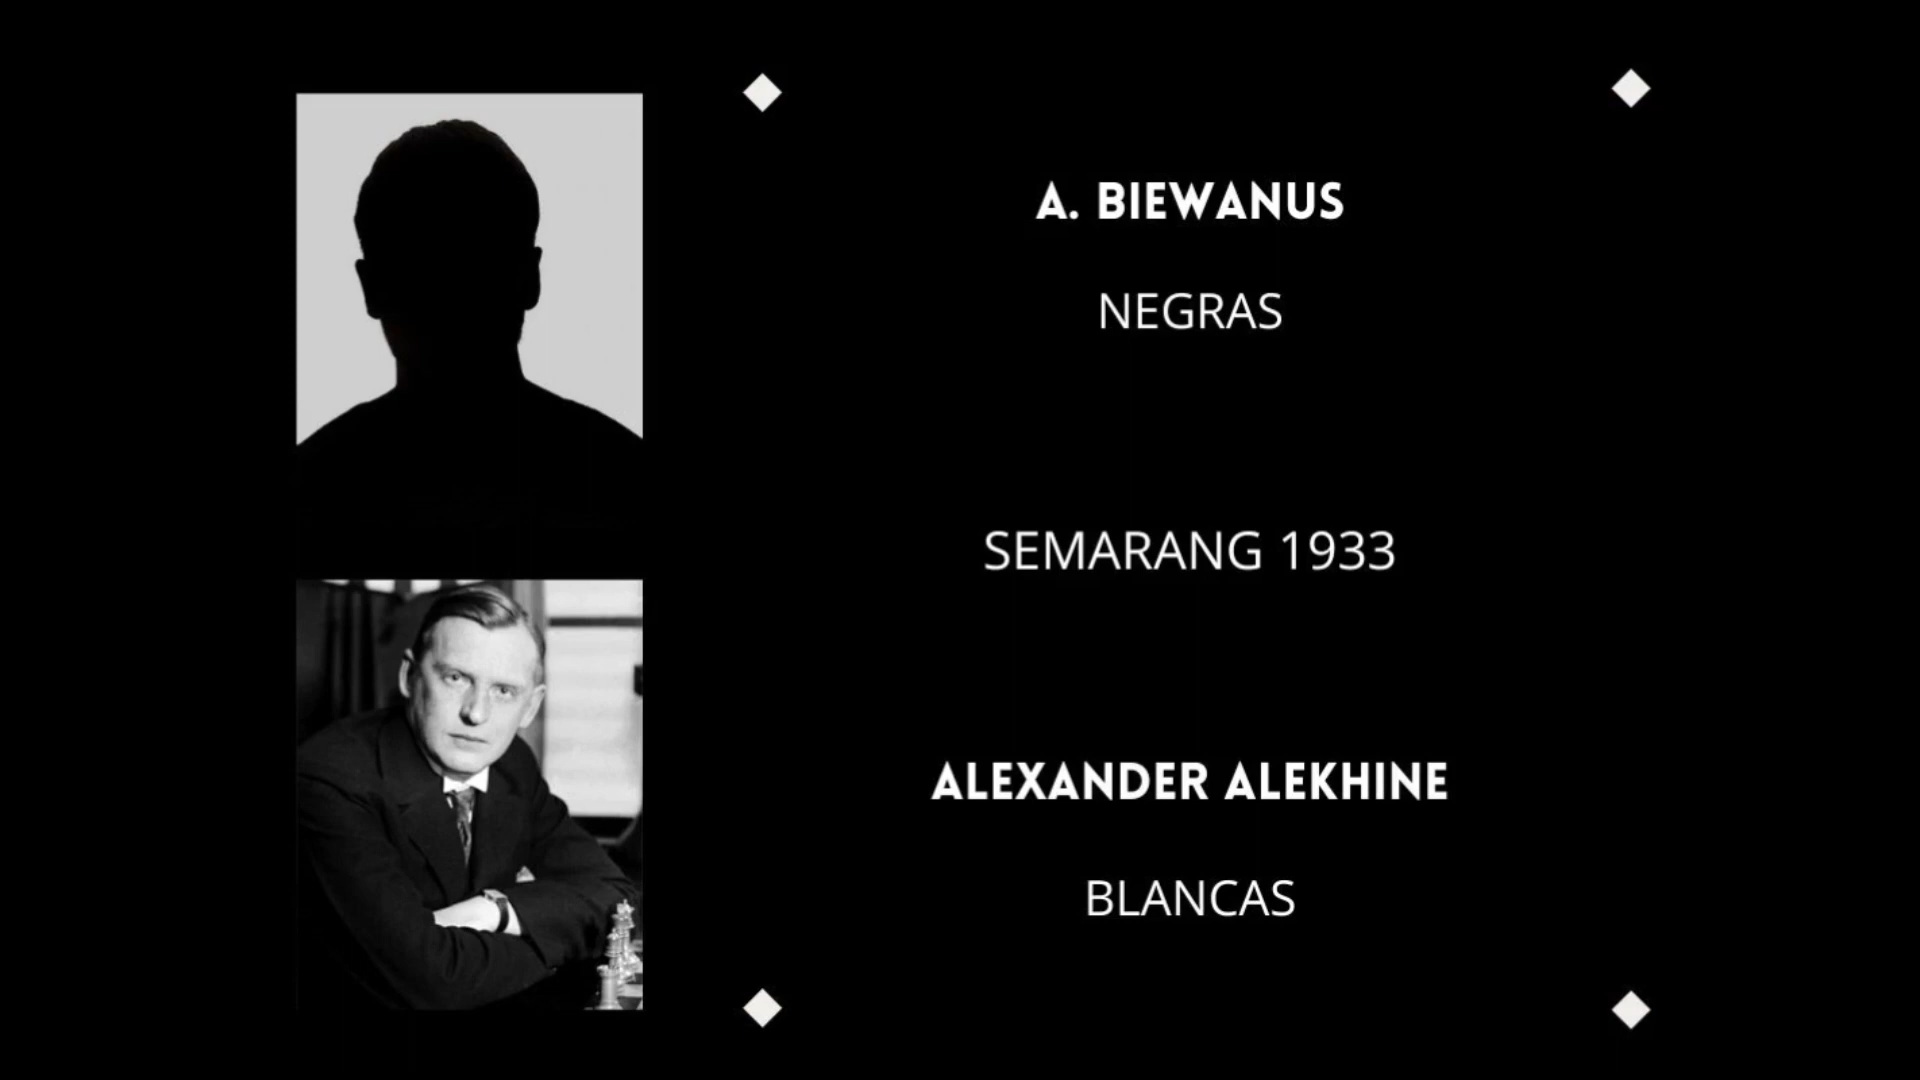 A. BIEWANUS
NEGRAS
SEMARANG 1933
ALEXANDER ALEKHINE
BLANCAS